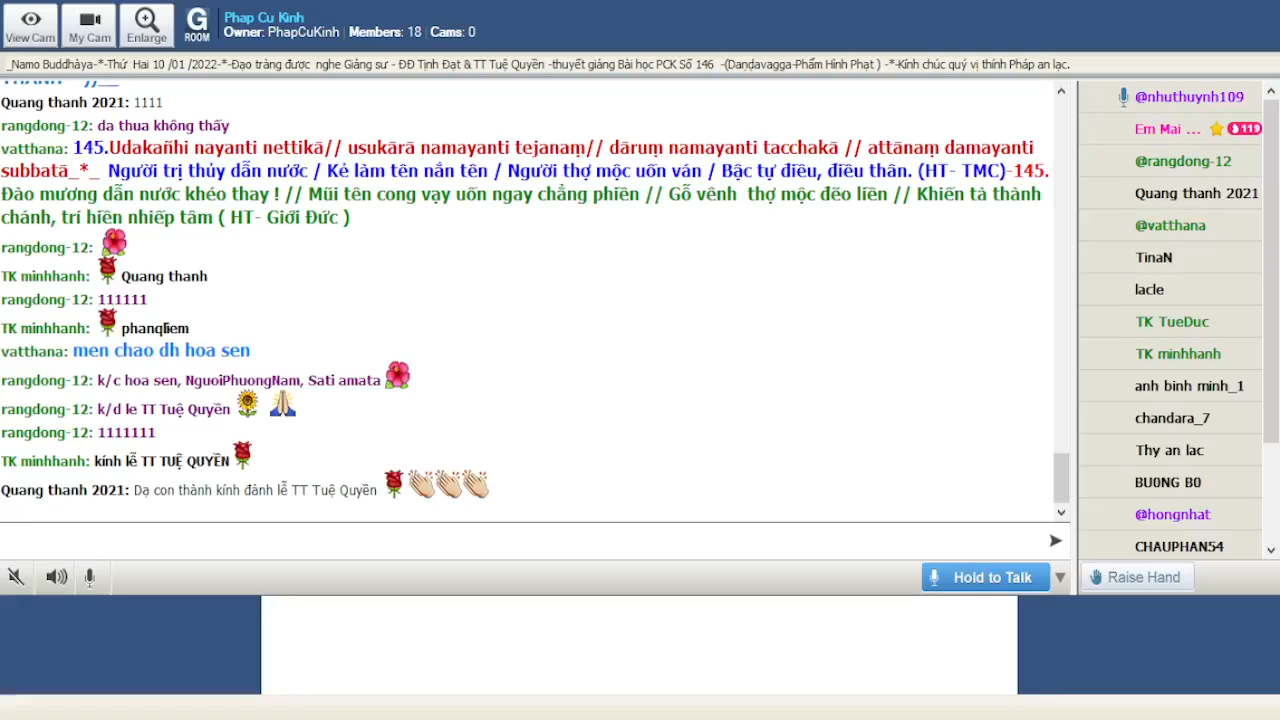 View Cam
My Cam
Enlarge
G
ROOM
Phap Cu Kinh
Owner: PhapCuKinh | Members: 18 | Cams: 0
_Namo Buddhàya-*-Thứ Hai 10 /01 /2022-*-Đạo tràng được nghe Giảng sư - ĐĐ Tịnh Đạt & TT Tuệ Quyền -thuyết giảng Bài học PCK Số 146 -(Daṇḍavagga-Phẩm Hình Phạt ) -*-Kính chúc quý vị thính Pháp an lạc.
Quang thanh 2021: 1111
rangdong-12: da thua không thấy
vatthana: 145.Udakañhi nayanti nettikā// usukārā namayanti tejanaṃ// dāruṃ namayanti tacchakā // attānaṃ damayanti
subbatā_*_ Người trị thủy dẫn nước / Kẻ làm tên nắn tên / Người thợ mộc uốn ván / Bậc tự điều, điều thân. (HT- TMC)-145.
Đào mương dẫn nước khéo thay ! // Mũi tên cong vạy uốn ngay chẳng phiền // Gỗ vênh thợ mộc đẽo liền // Khiến tà thành
chánh, trí hiền nhiếp tâm ( HT- Giới Đức )
rangdong-12:
TK minhhanh: Quang thanh
rangdong-12: 111111
TK minhhanh: phanqliem
vatthana: men chao dh hoa sen
rangdong-12: k/c hoa sen, NguoiPhuongNam, Sati amata
rangdong-12: k/d le TT Tuệ Quyền
rangdong-12: 1111111
TK minhhanh: kính lễ TT TUỆ QUYỀN
Quang thanh 2021: Dạ con thành kính đảnh lễ TT Tuệ Quyền
@nhuthuynh109
Em Mai ... 119
@rangdong-12
Quang thanh 2021
@vatthana
TinaN
lacle
TK TueDuc
TK minhhanh
anh binh minh_1
chandara_7
Thy an lac
BU0NG B0
@hongnhat
CHAUPHAN54
Hold to Talk
Raise Hand